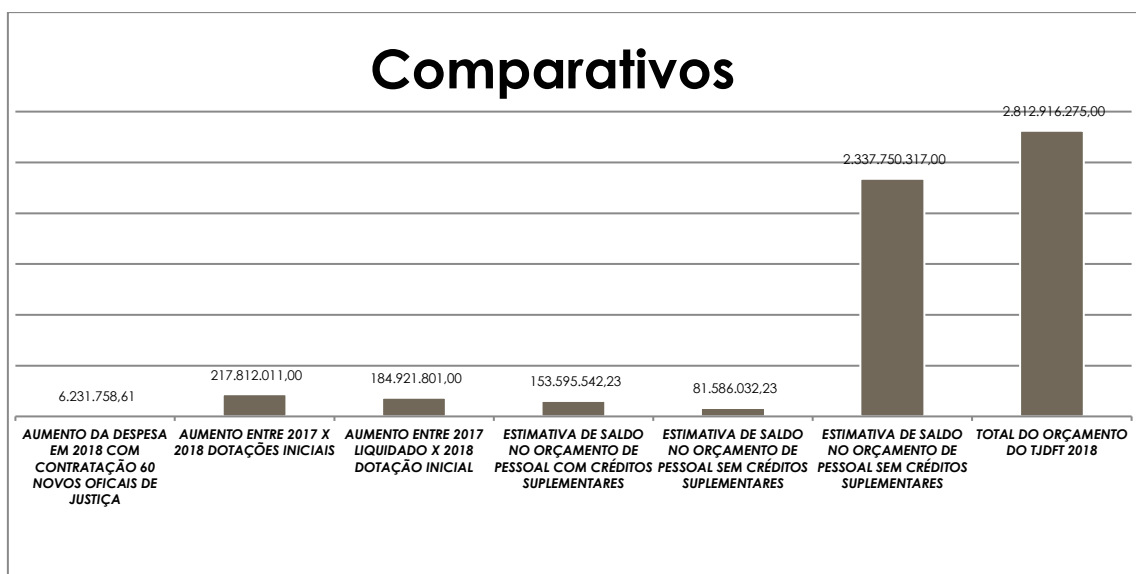 Comparativos
2.812.916.275,00
2.337.750.317,00
217.812.011,00
184.921.801,00
153.595.542,23
81.586.032,23
6.231.758,61
AUMENTO DA DESPESA
EM 2018 COM
CONTRATAÇÃO 60
NOVOS OFICAIS DE
JUSTIÇA
AUMENTO ENTRE 2017 X
2018 DOTAÇÕES INICIAIS
AUMENTO ENTRE 2017
LIQUIDADO X 2018
DOTAÇÃO INICIAL
ESTIMATIVA DE SALDO
NO ORÇAMENTO DE
PESSOAL COM CRÉDITOS
SUPLEMENTARES
ESTIMATIVA DE SALDO
NO ORÇAMENTO DE
PESSOAL SEM CRÉDITOS
SUPLEMENTARES
ESTIMATIVA DE SALDO
NO ORÇAMENTO DE
PESSOAL SEM CRÉDITOS
SUPLEMENTARES
TOTAL DO ORÇAMENTO
DO TJDFT 2018